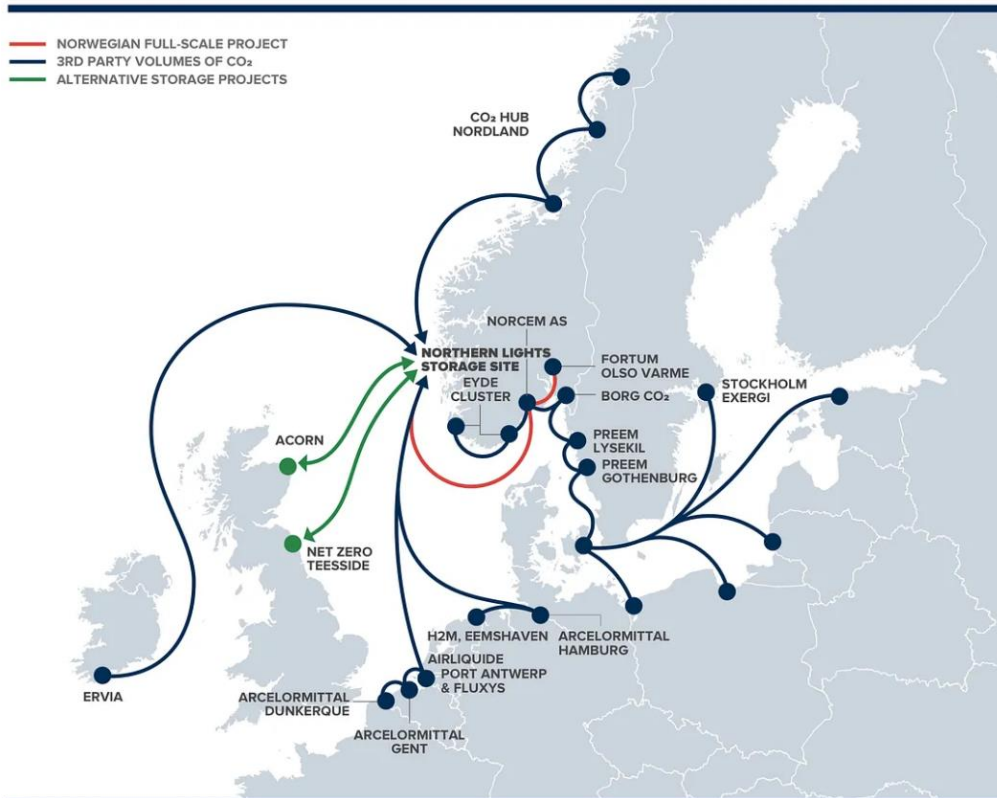 NORWEGIAN FULL-SCALE PROJECT
3RD PARTY VOLUMES OF CO₂
ALTERNATIVE STORAGE PROJECTS
CO₂ HUB
NORDLAND
NORCEM AS
NORTHERN LIGHTS
STORAGE SITE
EYDE
CLUSTER
FORTUM
OLSO VARME
BORG CO₂
STOCKHOLM
EXERGI
PREEM
LYSEKIL
PREEM
GOTHENBURG
ACORN
NET ZERO
TEESSIDE
H2M, EEMSHAVEN
ARCELORMITTAL
HAMBURG
AIRLIQUIDE
PORT ANTWERP
& FLUXYS
ERVIA
ARCELORMITTAL
DUNKERQUE
ARCELORMITTAL
GENT